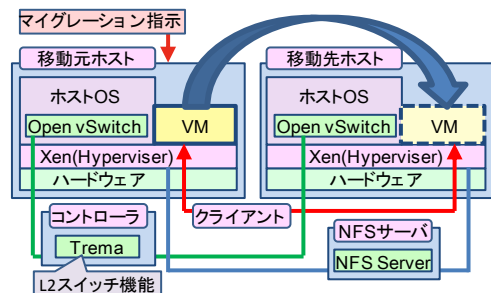 マイグレーション指示
移動元ホスト
移動先ホスト
ホストOS
ホストOS
Open vSwitch
VM
Open vSwitch
VM
Xen(Hyperviser)
Xen(Hyperviser)
ハードウェア
ハードウェア
コントローラ
クライアント
NFSサーバ
Trema
NFS Server
L2スイッチ機能